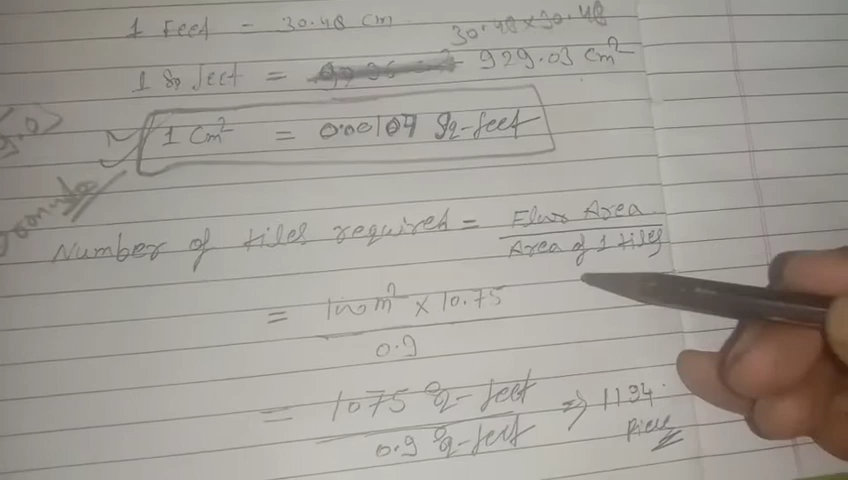 1 Feet = 30.48 cm
30.48 × 30.48
1 Sq feet = 929.03 cm²
1 Cm² = 0.00107 Sq-feet
Number of tiles required = Flur Area
Area of 1 tiles
= 100 m² × 10.75
0.9
= 1075 Sq-feet ⇒ 1194
0.9 Sq-feet Piece